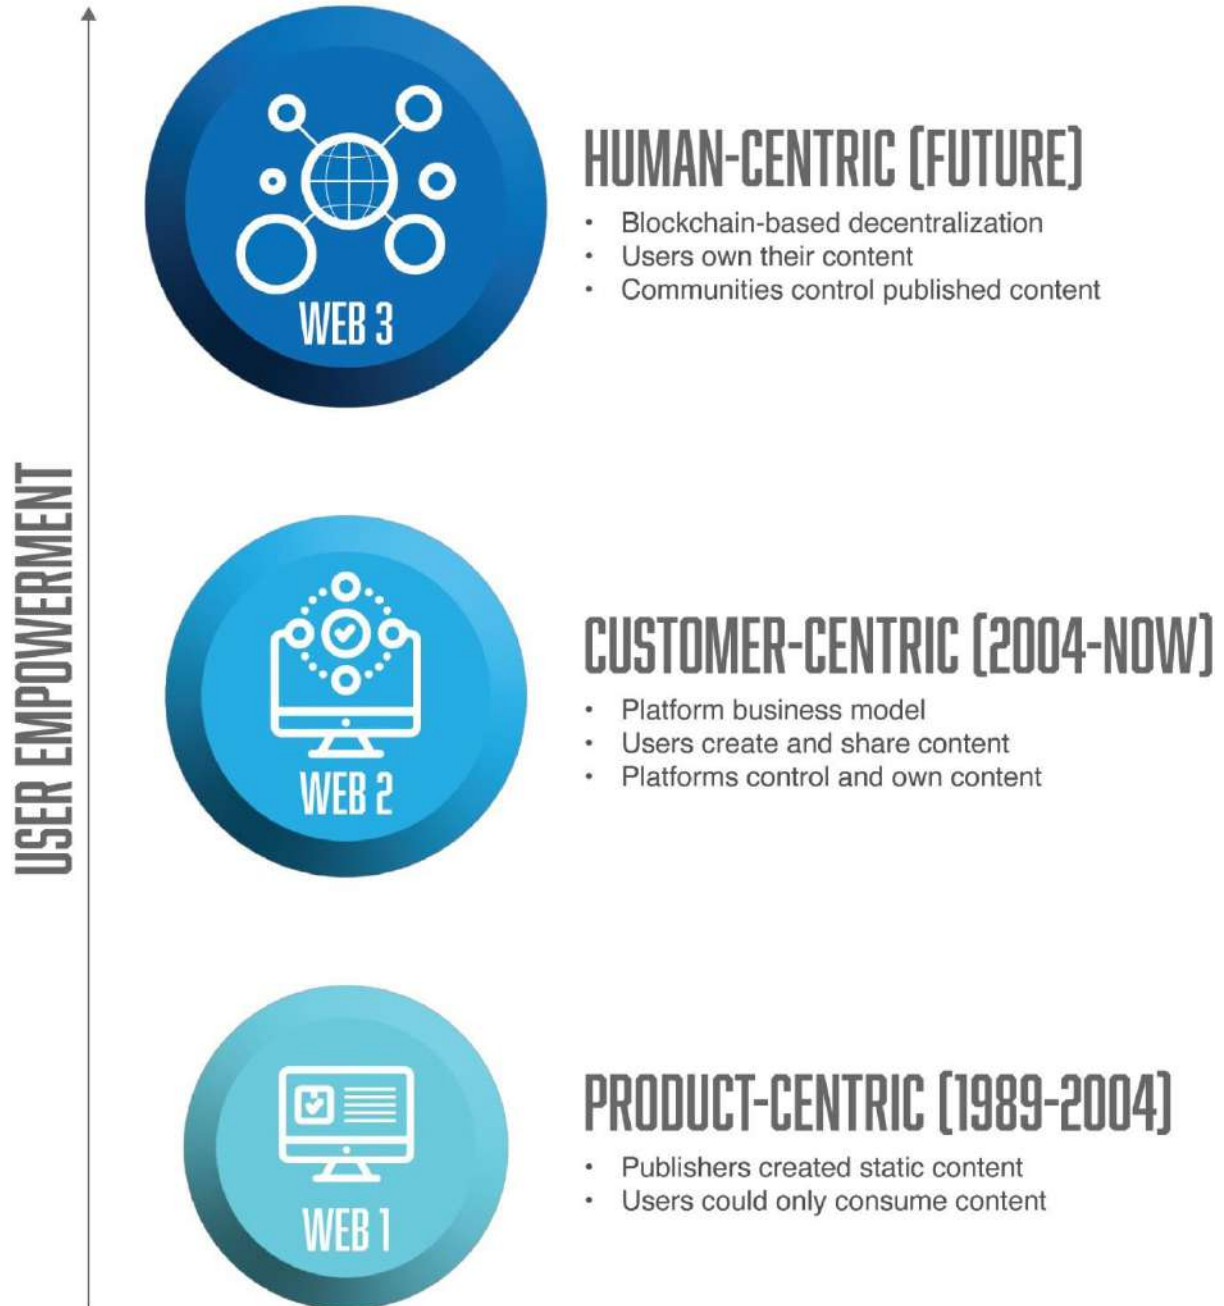 HUMAN-CENTRIC (FUTURE)
• Blockchain-based decentralization
• Users own their content
• Communities control published content
WEB 3
USER EMPOWERMENT
CUSTOMER-CENTRIC (2004-NOW)
• Platform business model
• Users create and share content
• Platforms control and own content
WEB 2
PRODUCT-CENTRIC (1989-2004)
• Publishers created static content
• Users could only consume content
WEB 1